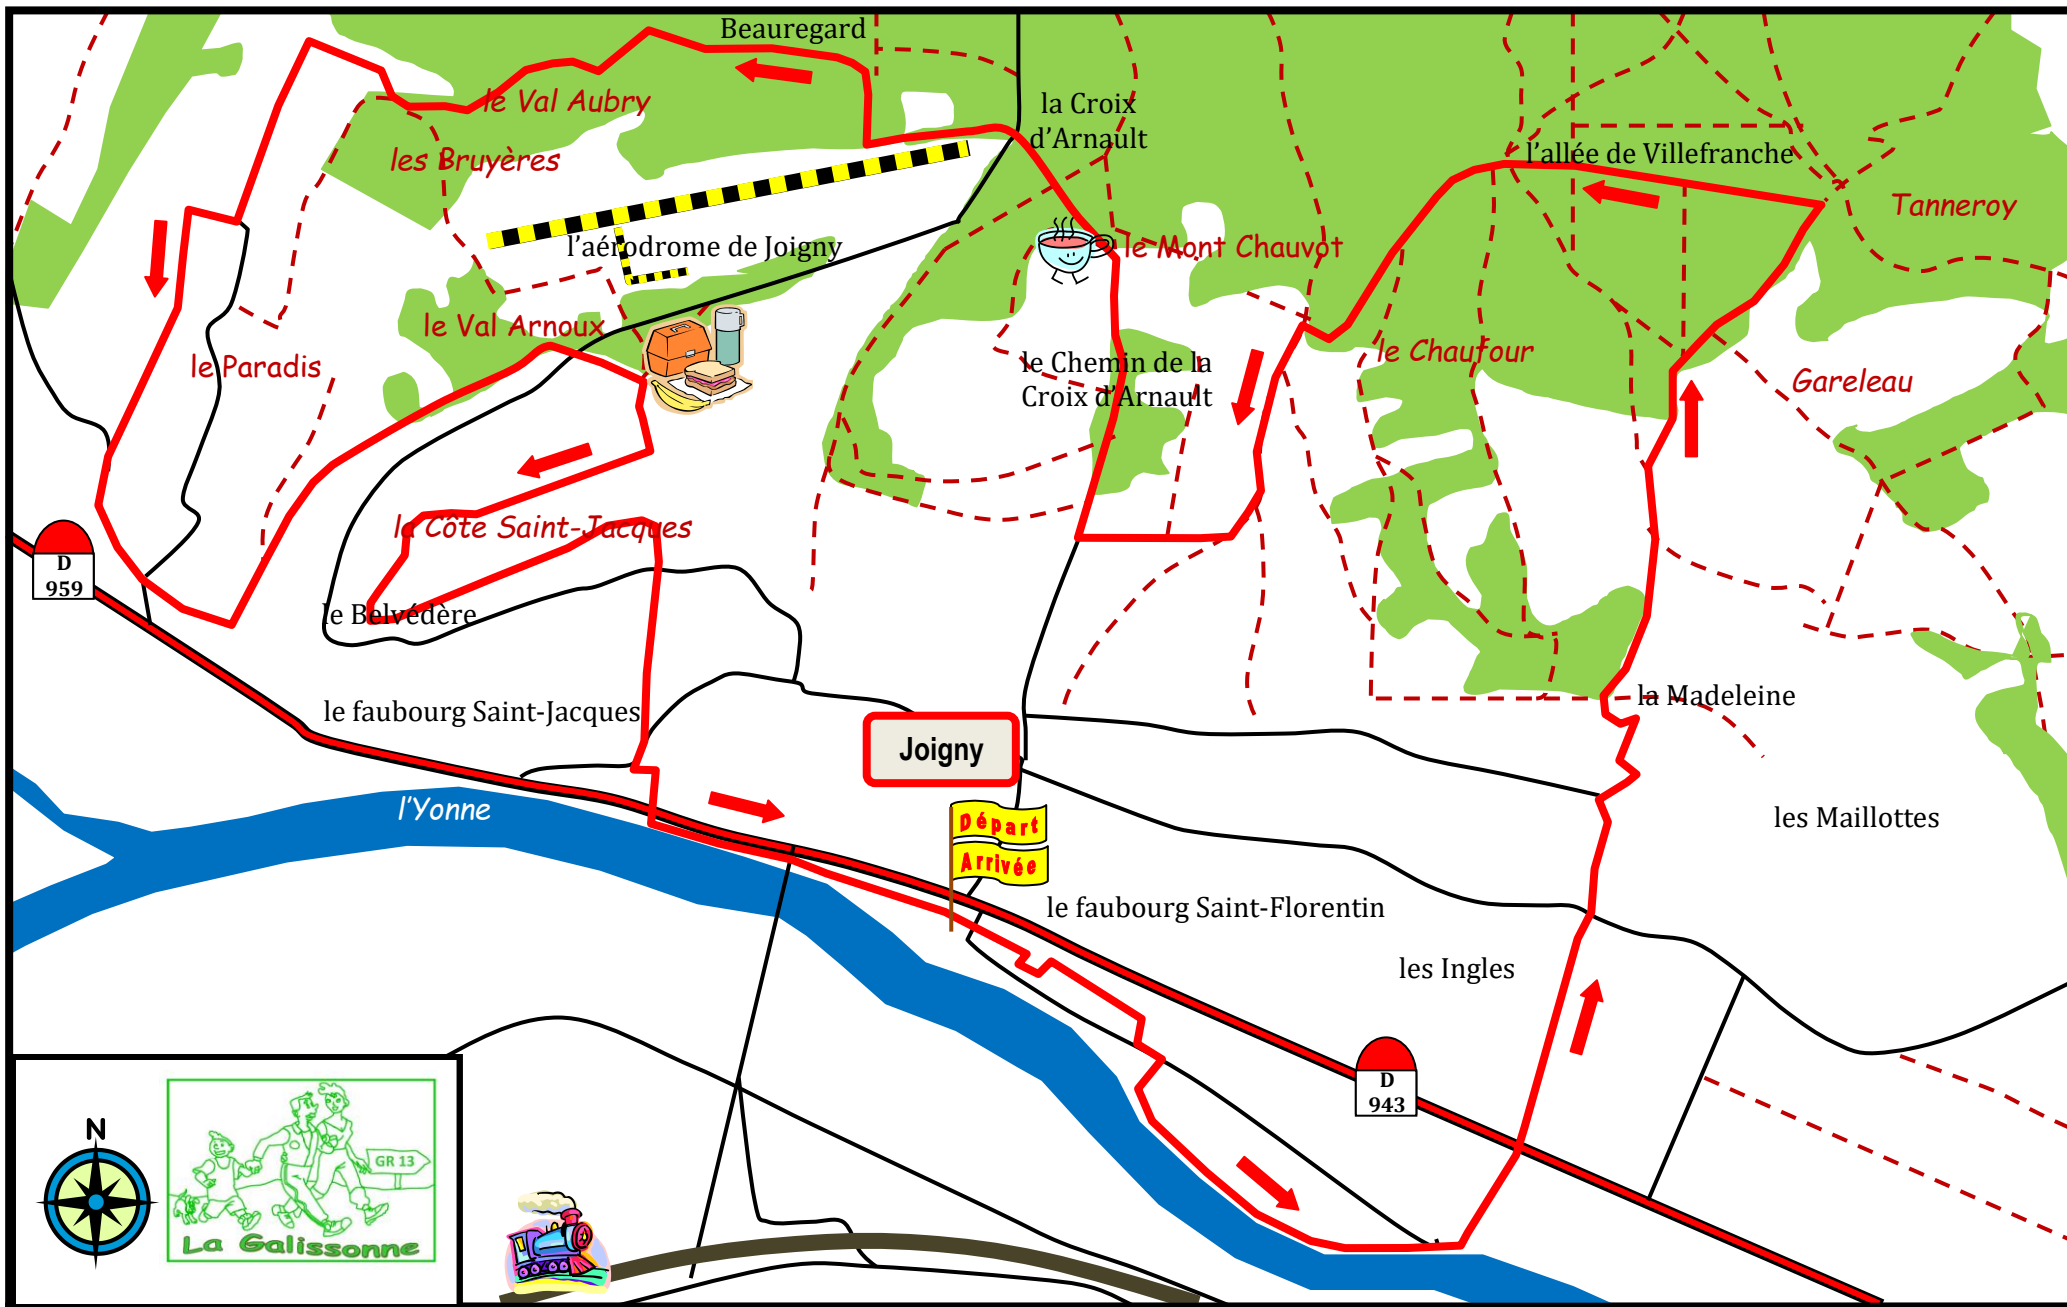 Beauregard
le Val Aubry
la Croix
d'Arnault
les Bruyères
l'allée de Villefranche
Tanneroy
l'aérodrome de Joigny
le Mont Chauvot
le Val Arnoux
le Paradis
le Chemin de la
Croix d'Arnault
le Chaufour
Gareleau
la Côte Saint-Jacques
D
959
le Belvédère
le faubourg Saint-Jacques
la Madeleine
Joigny
l'Yonne
Départ
Arrivée
les Maillottes
le faubourg Saint-Florentin
les Ingles
D
943
N
GR 13
La Galissonne